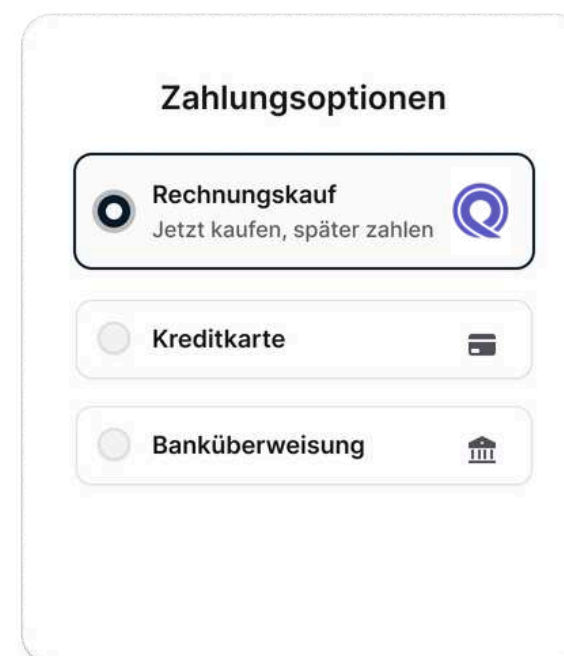 Zahlungsoptionen
Rechnungskauf
Jetzt kaufen, später zahlen
Kreditkarte
Banküberweisung